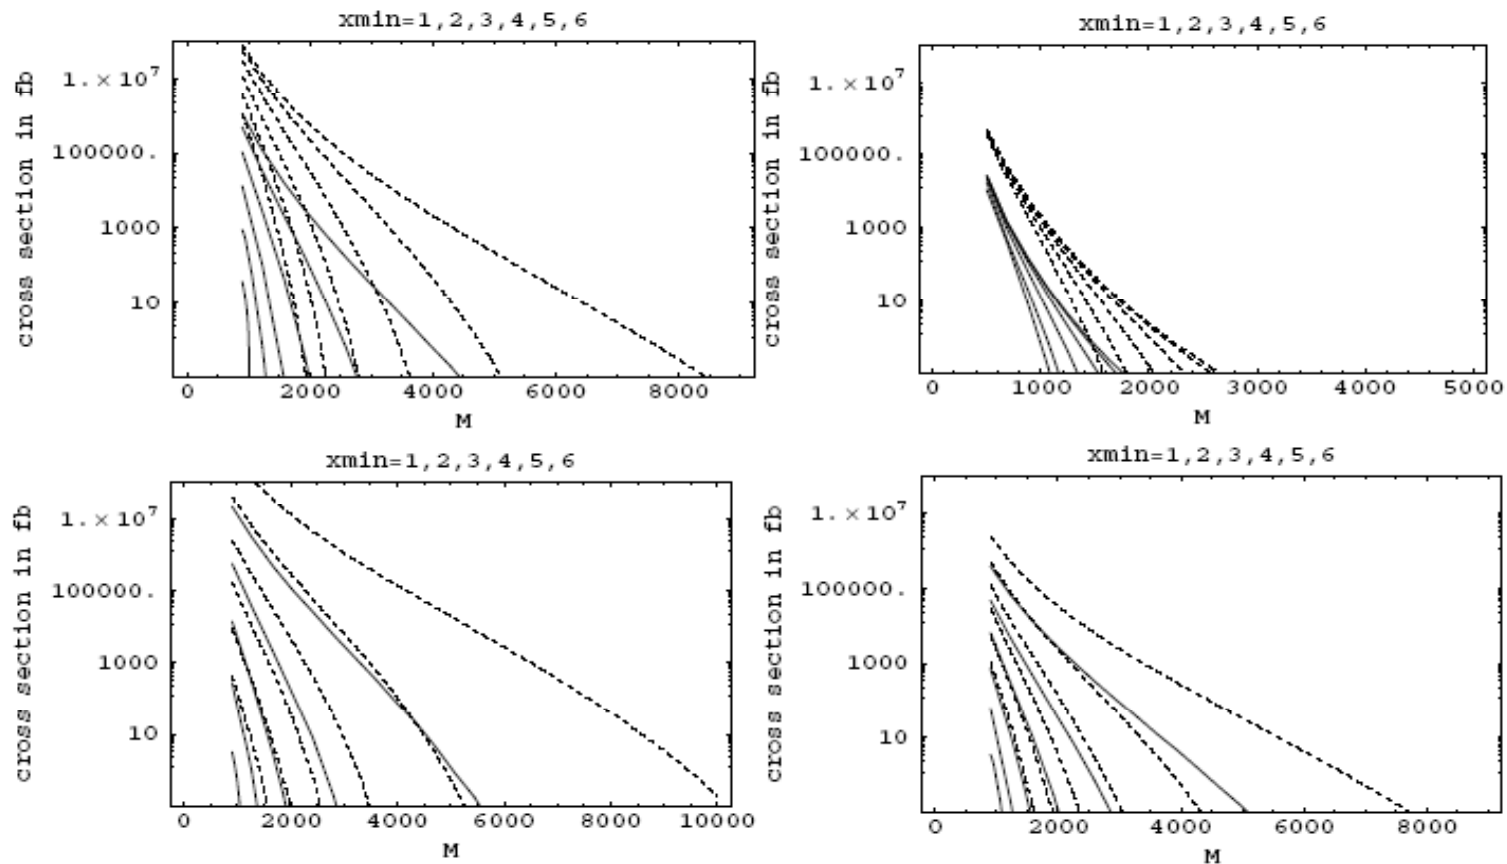 xmin=1,2,3,4,5,6
cross section in fb
1.×10^7
100000.
1000
10
0 2000 4000 6000 8000
M
xmin=1,2,3,4,5,6
cross section in fb
1.×10^7
100000.
1000
10
0 1000 2000 3000 4000 5000
M
xmin=1,2,3,4,5,6
cross section in fb
1.×10^7
100000.
1000
10
0 2000 4000 6000 8000 10000
M
xmin=1,2,3,4,5,6
cross section in fb
1.×10^7
100000.
1000
10
0 2000 4000 6000 8000
M